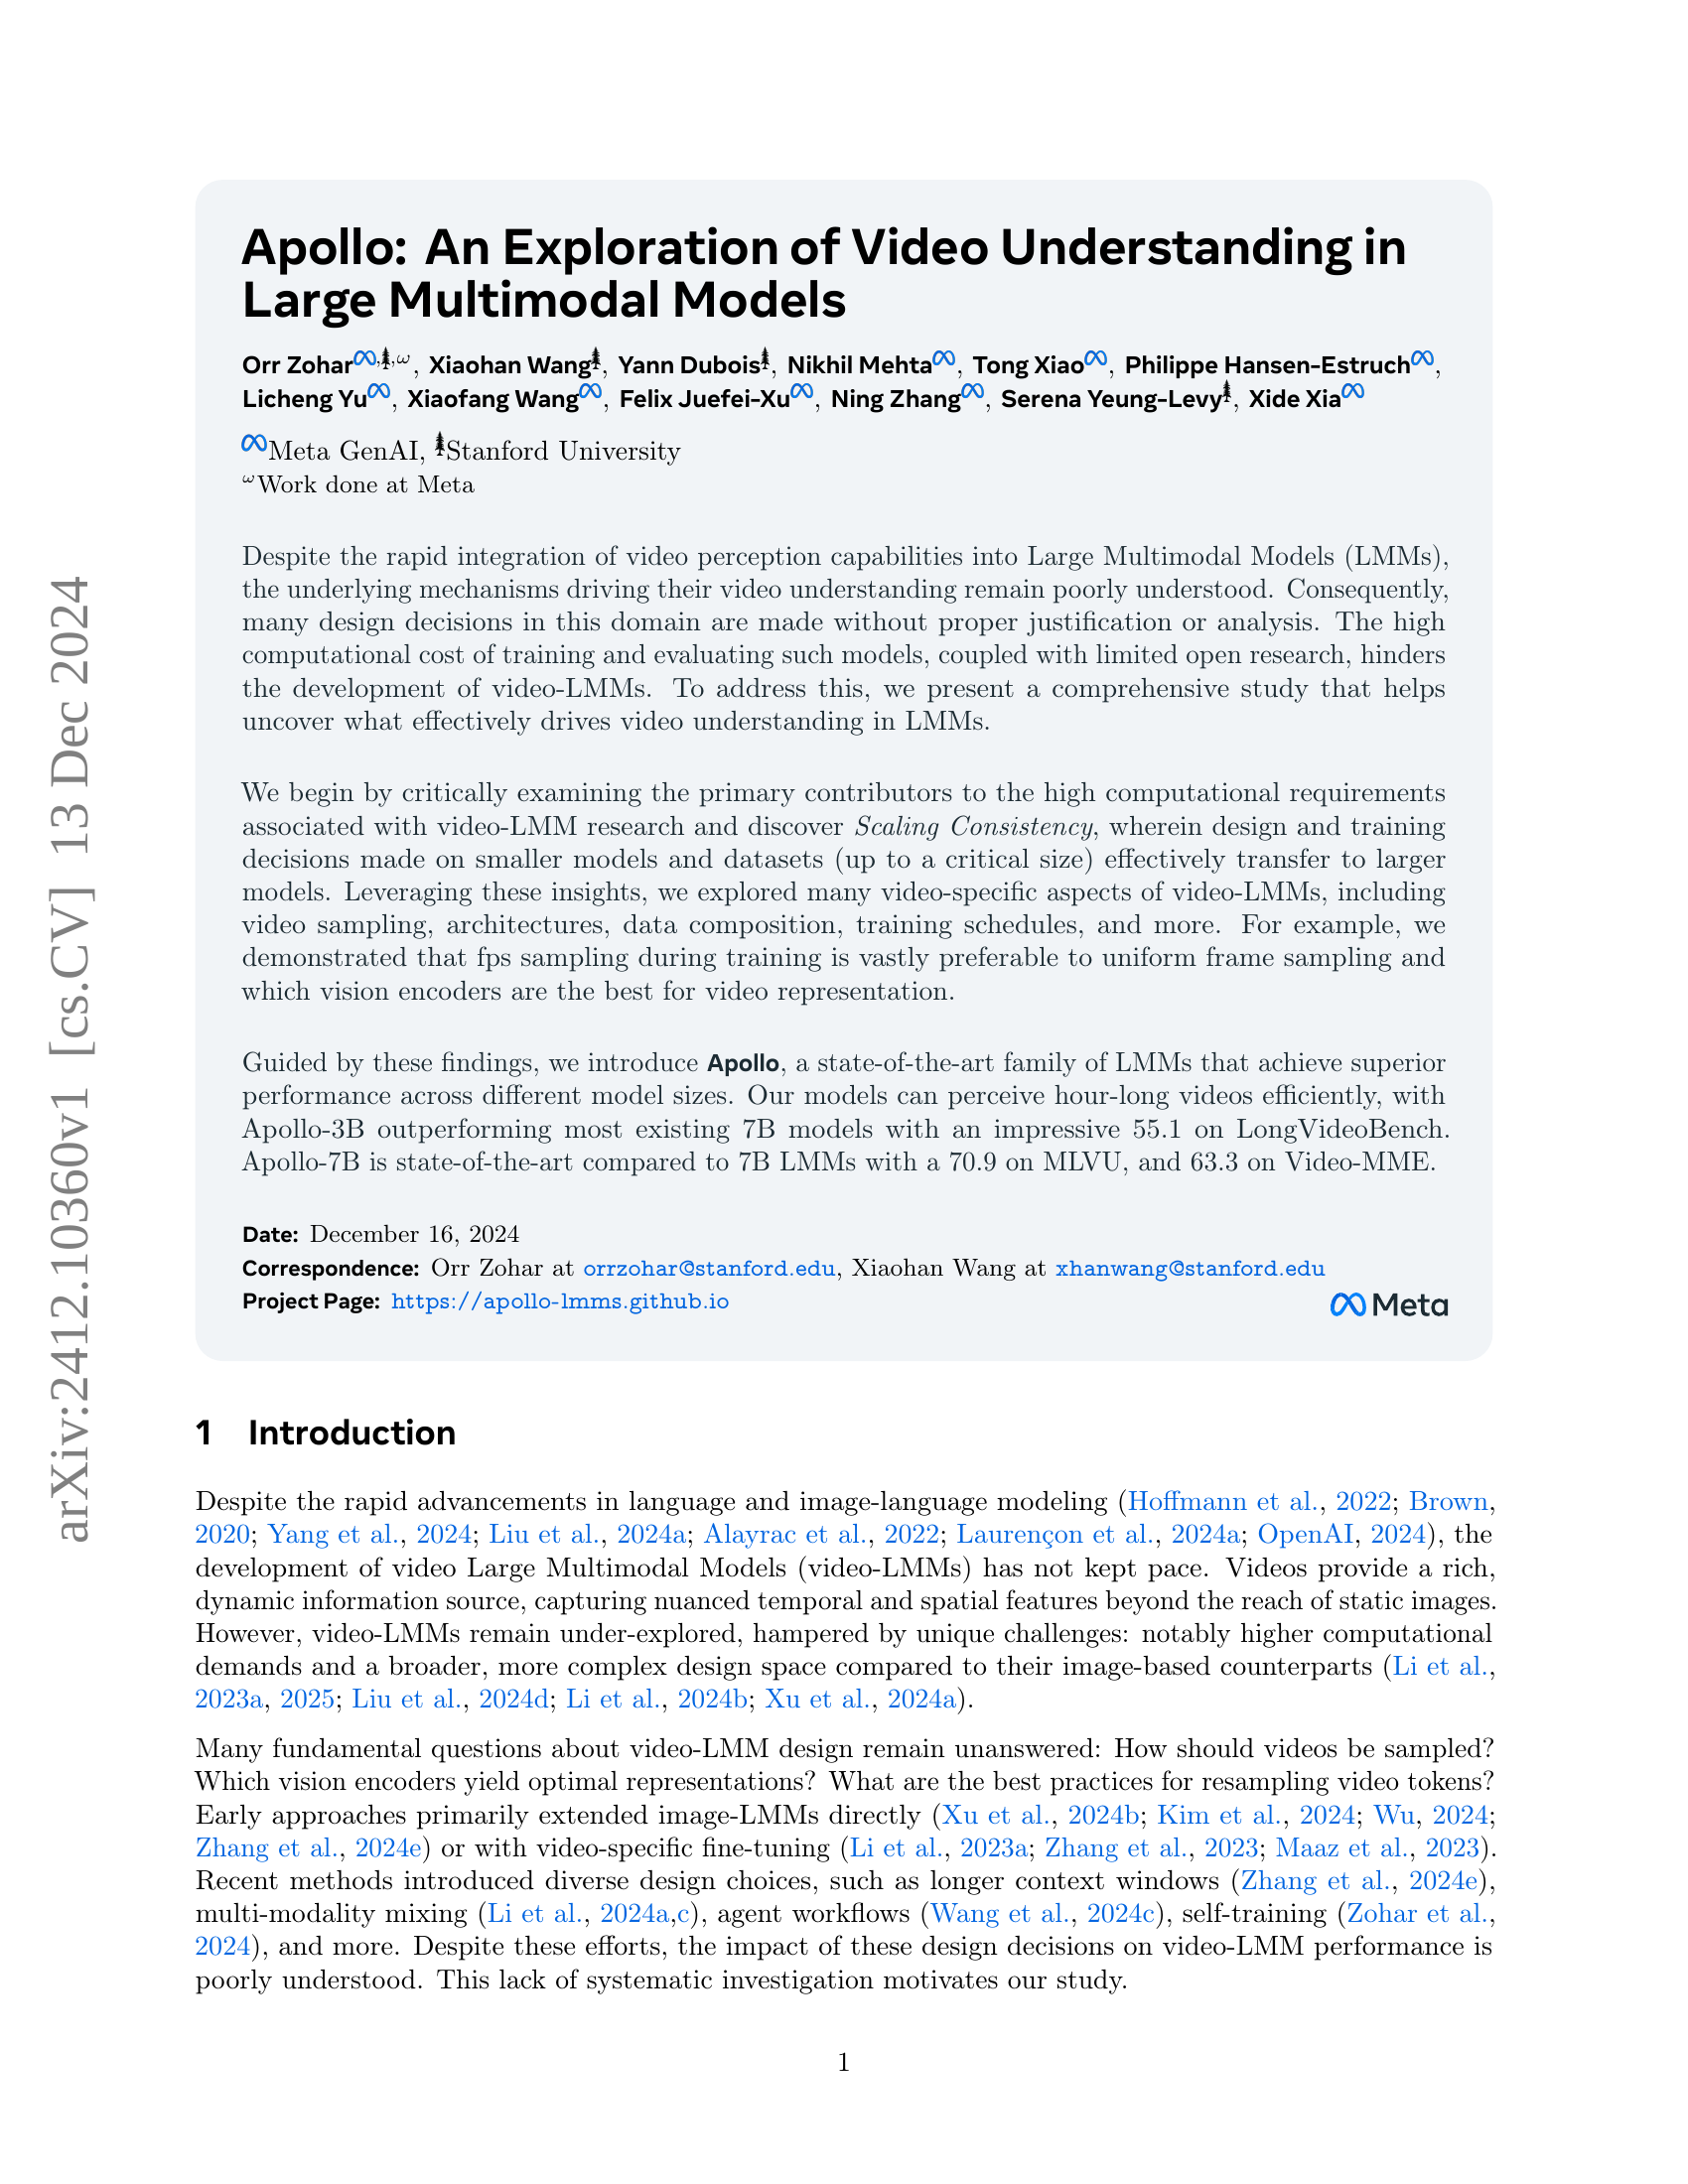 arXiv:2412.10360v1 [cs.CV] 13 Dec 2024
Apollo: An Exploration of Video Understanding in
Large Multimodal Models
Orr Zohar∞,🌲,ω, Xiaohan Wang🌲, Yann Dubois🌲, Nikhil Mehta∞, Tong Xiao∞, Philippe Hansen-Estruch∞,
Licheng Yu∞, Xiaofang Wang∞, Felix Juefei-Xu∞, Ning Zhang∞, Serena Yeung-Levy🌲, Xide Xia∞
∞Meta GenAI, 🌲Stanford University
ωWork done at Meta
Despite the rapid integration of video perception capabilities into Large Multimodal Models (LMMs),
the underlying mechanisms driving their video understanding remain poorly understood. Consequently,
many design decisions in this domain are made without proper justification or analysis. The high
computational cost of training and evaluating such models, coupled with limited open research, hinders
the development of video-LMMs. To address this, we present a comprehensive study that helps
uncover what effectively drives video understanding in LMMs.
We begin by critically examining the primary contributors to the high computational requirements
associated with video-LMM research and discover Scaling Consistency, wherein design and training
decisions made on smaller models and datasets (up to a critical size) effectively transfer to larger
models. Leveraging these insights, we explored many video-specific aspects of video-LMMs, including
video sampling, architectures, data composition, training schedules, and more. For example, we
demonstrated that fps sampling during training is vastly preferable to uniform frame sampling and
which vision encoders are the best for video representation.
Guided by these findings, we introduce Apollo, a state-of-the-art family of LMMs that achieve superior
performance across different model sizes. Our models can perceive hour-long videos efficiently, with
Apollo-3B outperforming most existing 7B models with an impressive 55.1 on LongVideoBench.
Apollo-7B is state-of-the-art compared to 7B LMMs with a 70.9 on MLVU, and 63.3 on Video-MME.
Date: December 16, 2024
Correspondence: Orr Zohar at orrzohar@stanford.edu, Xiaohan Wang at xhanwang@stanford.edu
Project Page: https://apollo-lmms.github.io
Meta
1 Introduction
Despite the rapid advancements in language and image-language modeling (Hoffmann et al., 2022; Brown,
2020; Yang et al., 2024; Liu et al., 2024a; Alayrac et al., 2022; Laurençon et al., 2024a; OpenAI, 2024), the
development of video Large Multimodal Models (video-LMMs) has not kept pace. Videos provide a rich,
dynamic information source, capturing nuanced temporal and spatial features beyond the reach of static images.
However, video-LMMs remain under-explored, hampered by unique challenges: notably higher computational
demands and a broader, more complex design space compared to their image-based counterparts (Li et al.,
2023a, 2025; Liu et al., 2024d; Li et al., 2024b; Xu et al., 2024a).
Many fundamental questions about video-LMM design remain unanswered: How should videos be sampled?
Which vision encoders yield optimal representations? What are the best practices for resampling video tokens?
Early approaches primarily extended image-LMMs directly (Xu et al., 2024b; Kim et al., 2024; Wu, 2024;
Zhang et al., 2024e) or with video-specific fine-tuning (Li et al., 2023a; Zhang et al., 2023; Maaz et al., 2023).
Recent methods introduced diverse design choices, such as longer context windows (Zhang et al., 2024e),
multi-modality mixing (Li et al., 2024a,c), agent workflows (Wang et al., 2024c), self-training (Zohar et al.,
2024), and more. Despite these efforts, the impact of these design decisions on video-LMM performance is
poorly understood. This lack of systematic investigation motivates our study.
1